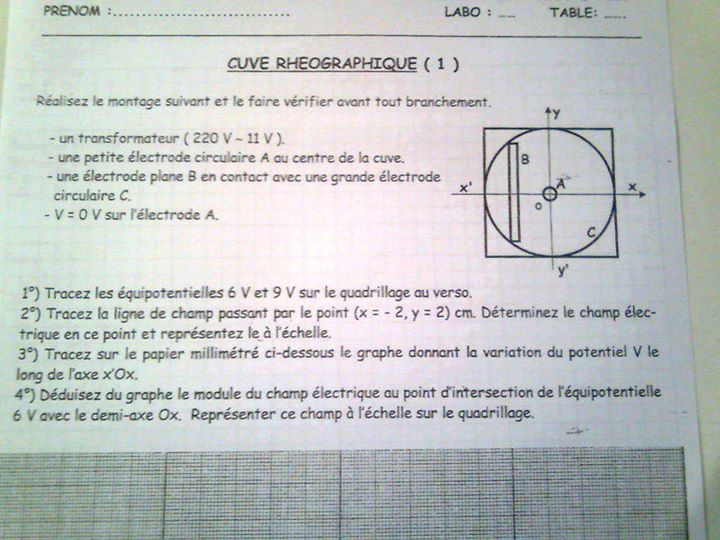 PRENOM :.............................. LABO : ___ TABLE: ......
CUVE RHEOGRAPHIQUE ( 1 )
Réalisez le montage suivant et le faire vérifier avant tout branchement.
- un transformateur ( 220 V ~ 11 V ).
- une petite électrode circulaire A au centre de la cuve.
- une électrode plane B en contact avec une grande électrode
circulaire C.
- V = 0 V sur l'électrode A.
y
B
A
x'
x
o
C
y'
1°) Tracez les équipotentielles 6 V et 9 V sur le quadrillage au verso.
2°) Tracez la ligne de champ passant par le point (x = - 2, y = 2) cm. Déterminez le champ élec-
trique en ce point et représentez le à l'échelle.
3°) Tracez sur le papier millimétré ci-dessous le graphe donnant la variation du potentiel V le
long de l'axe x'Ox.
4°) Déduisez du graphe le module du champ électrique au point d'intersection de l'équipotentielle
6 V avec le demi-axe Ox. Représenter ce champ à l'échelle sur le quadrillage.